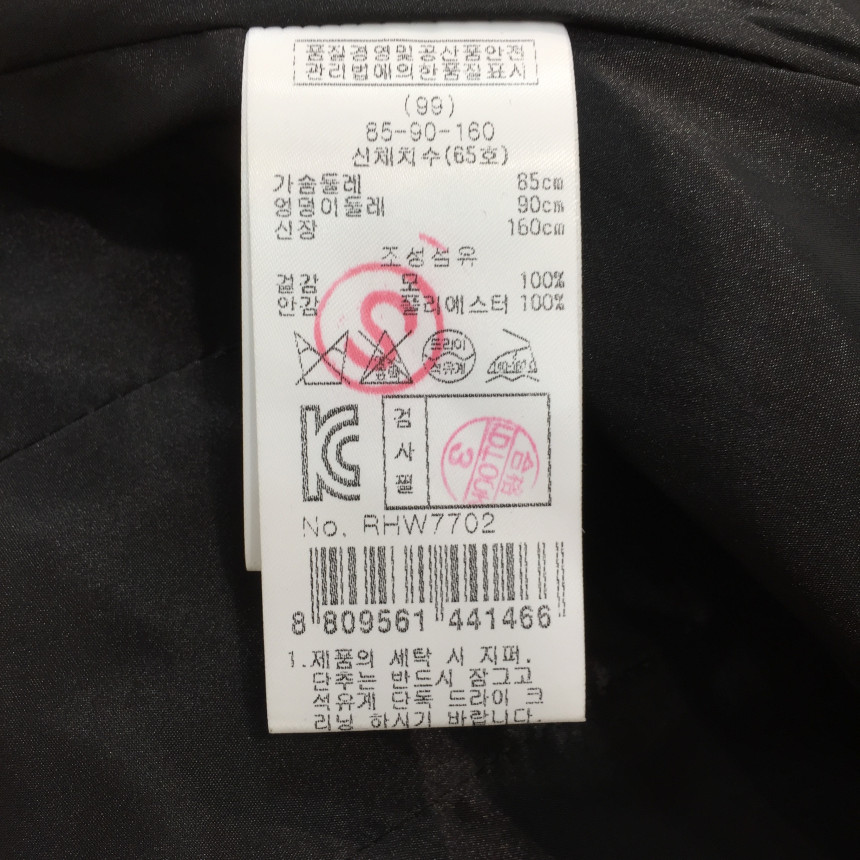 품질경영및공산품안전
관리법에의한품질표시
(99)
85-90-160
신체치수(65호)
가슴둘레 85cm
엉덩이둘레 90cm
신장 160cm
조성섬유
겉감 모 100%
안감 폴리에스터 100%
드라이
석유계
검
사
필
합격
3
No. RHW7702
8 809561 441466
1.제품의 세탁 시 지퍼.
단추는 반드시 잠그고
석유계 단독 드라이 크
리닝 하시기 바랍니다.